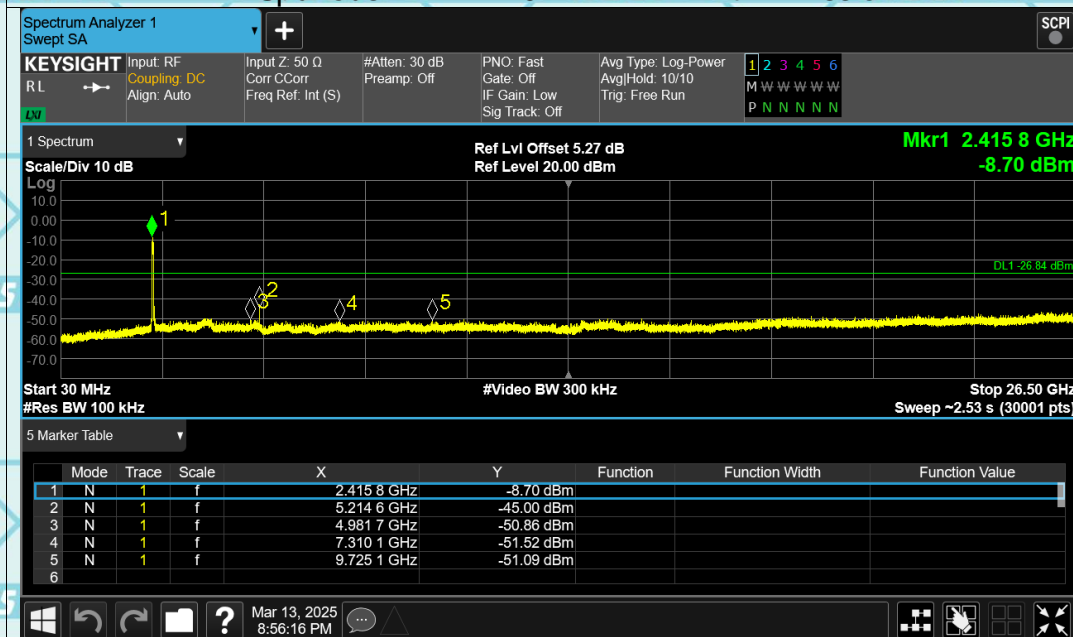 Spectrum Analyzer 1
Swept SA
SCPI
KEYSIGHT
RL
LXI
Input: RF
Coupling: DC
Align: Auto
Input Z: 50 Ω
Corr CCorr
Freq Ref: Int (S)
#Atten: 30 dB
Preamp: Off
PNO: Fast
Gate: Off
IF Gain: Low
Sig Track: Off
Avg Type: Log-Power
Avg|Hold: 10/10
Trig: Free Run
1 2 3 4 5 6
M W W W W W
P N N N N N
1 Spectrum
Scale/Div 10 dB
Ref Lvl Offset 5.27 dB
Ref Level 20.00 dBm
Mkr1 2.415 8 GHz
-8.70 dBm
Log
10.0
0.00
-10.0
-20.0
-30.0
-40.0
-50.0
-60.0
-70.0
1
2
3
4
5
DL1 -26.84 dBm
Start 30 MHz
#Video BW 300 kHz
Stop 26.50 GHz
#Res BW 100 kHz
Sweep ~2.53 s (30001 pts)
5 Marker Table
Mode Trace Scale X Y Function Function Width Function Value
1 N 1 f 2.415 8 GHz -8.70 dBm
2 N 1 f 5.214 6 GHz -45.00 dBm
3 N 1 f 4.981 7 GHz -50.86 dBm
4 N 1 f 7.310 1 GHz -51.52 dBm
5 N 1 f 9.725 1 GHz -51.09 dBm
6
?
Mar 13, 2025
8:56:16 PM